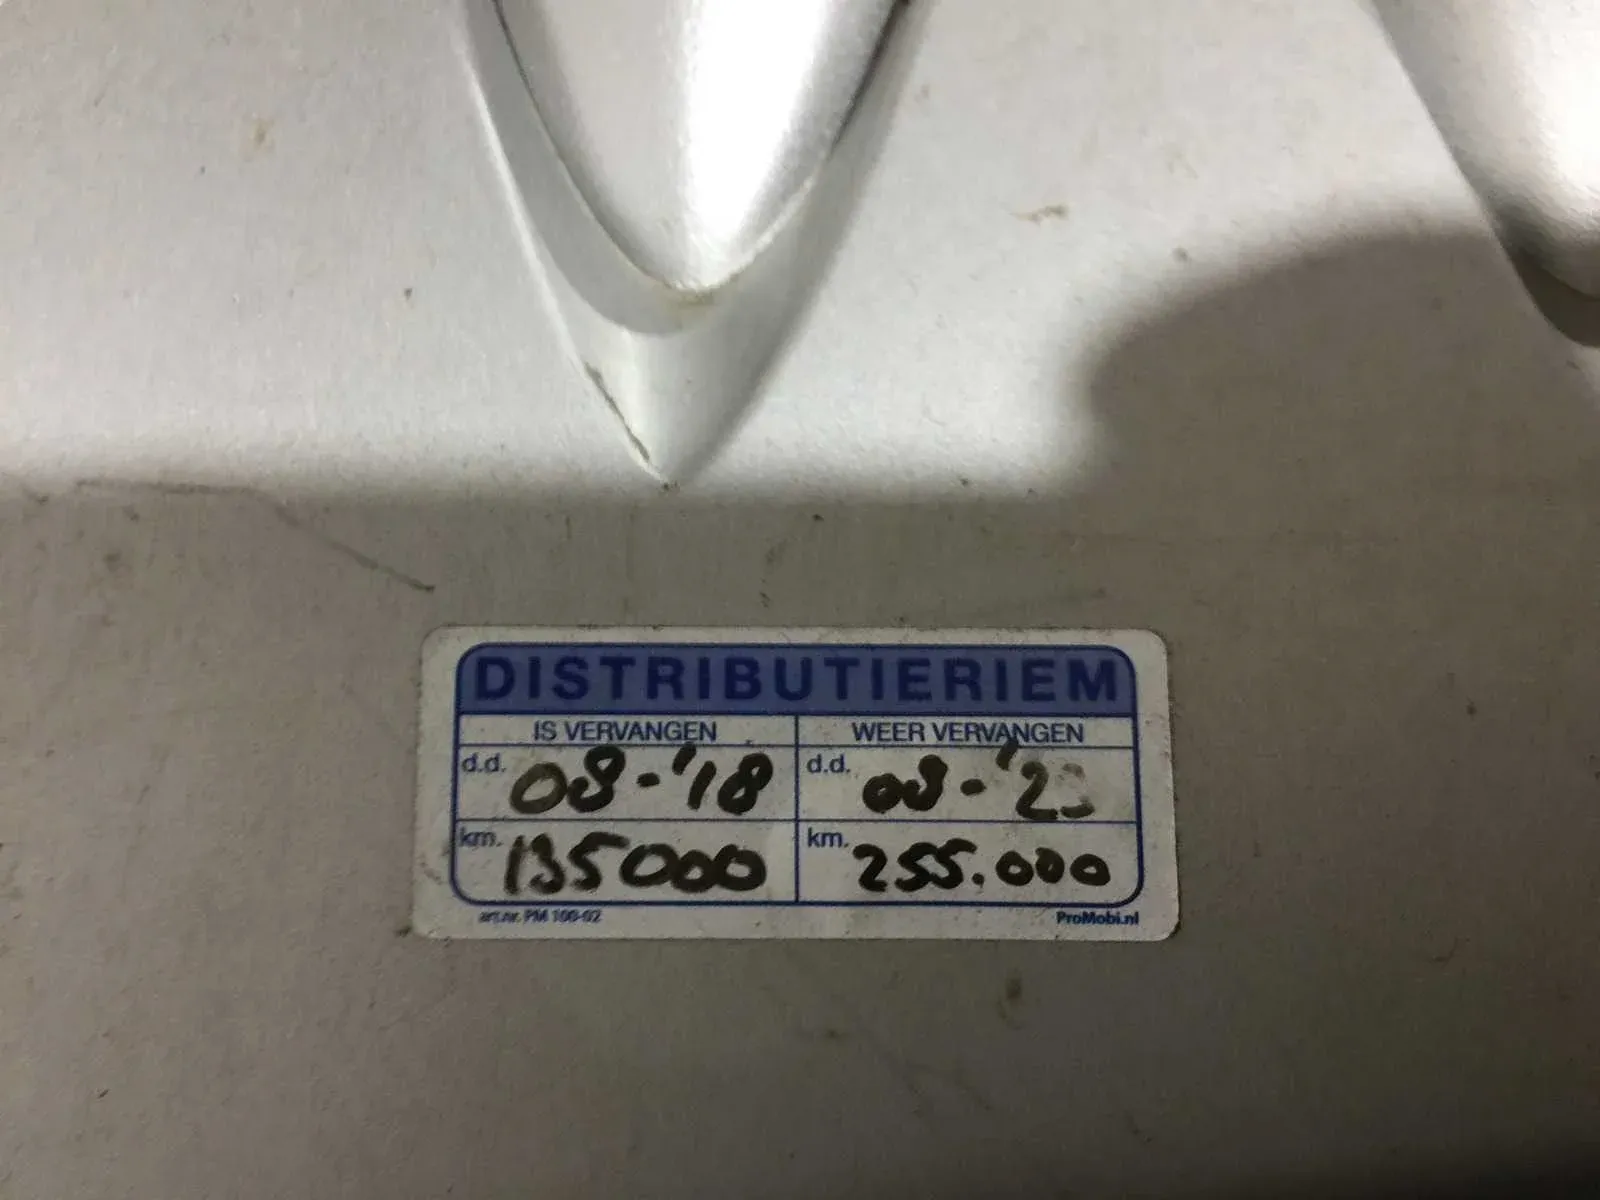 DISTRIBUTIERIEM
IS VERVANGEN WEER VERVANGEN
d.d. 08-'18 d.d. 08-'23
km. 135000 km. 255.000
art.nr. PM 100-02 ProMobi.nl